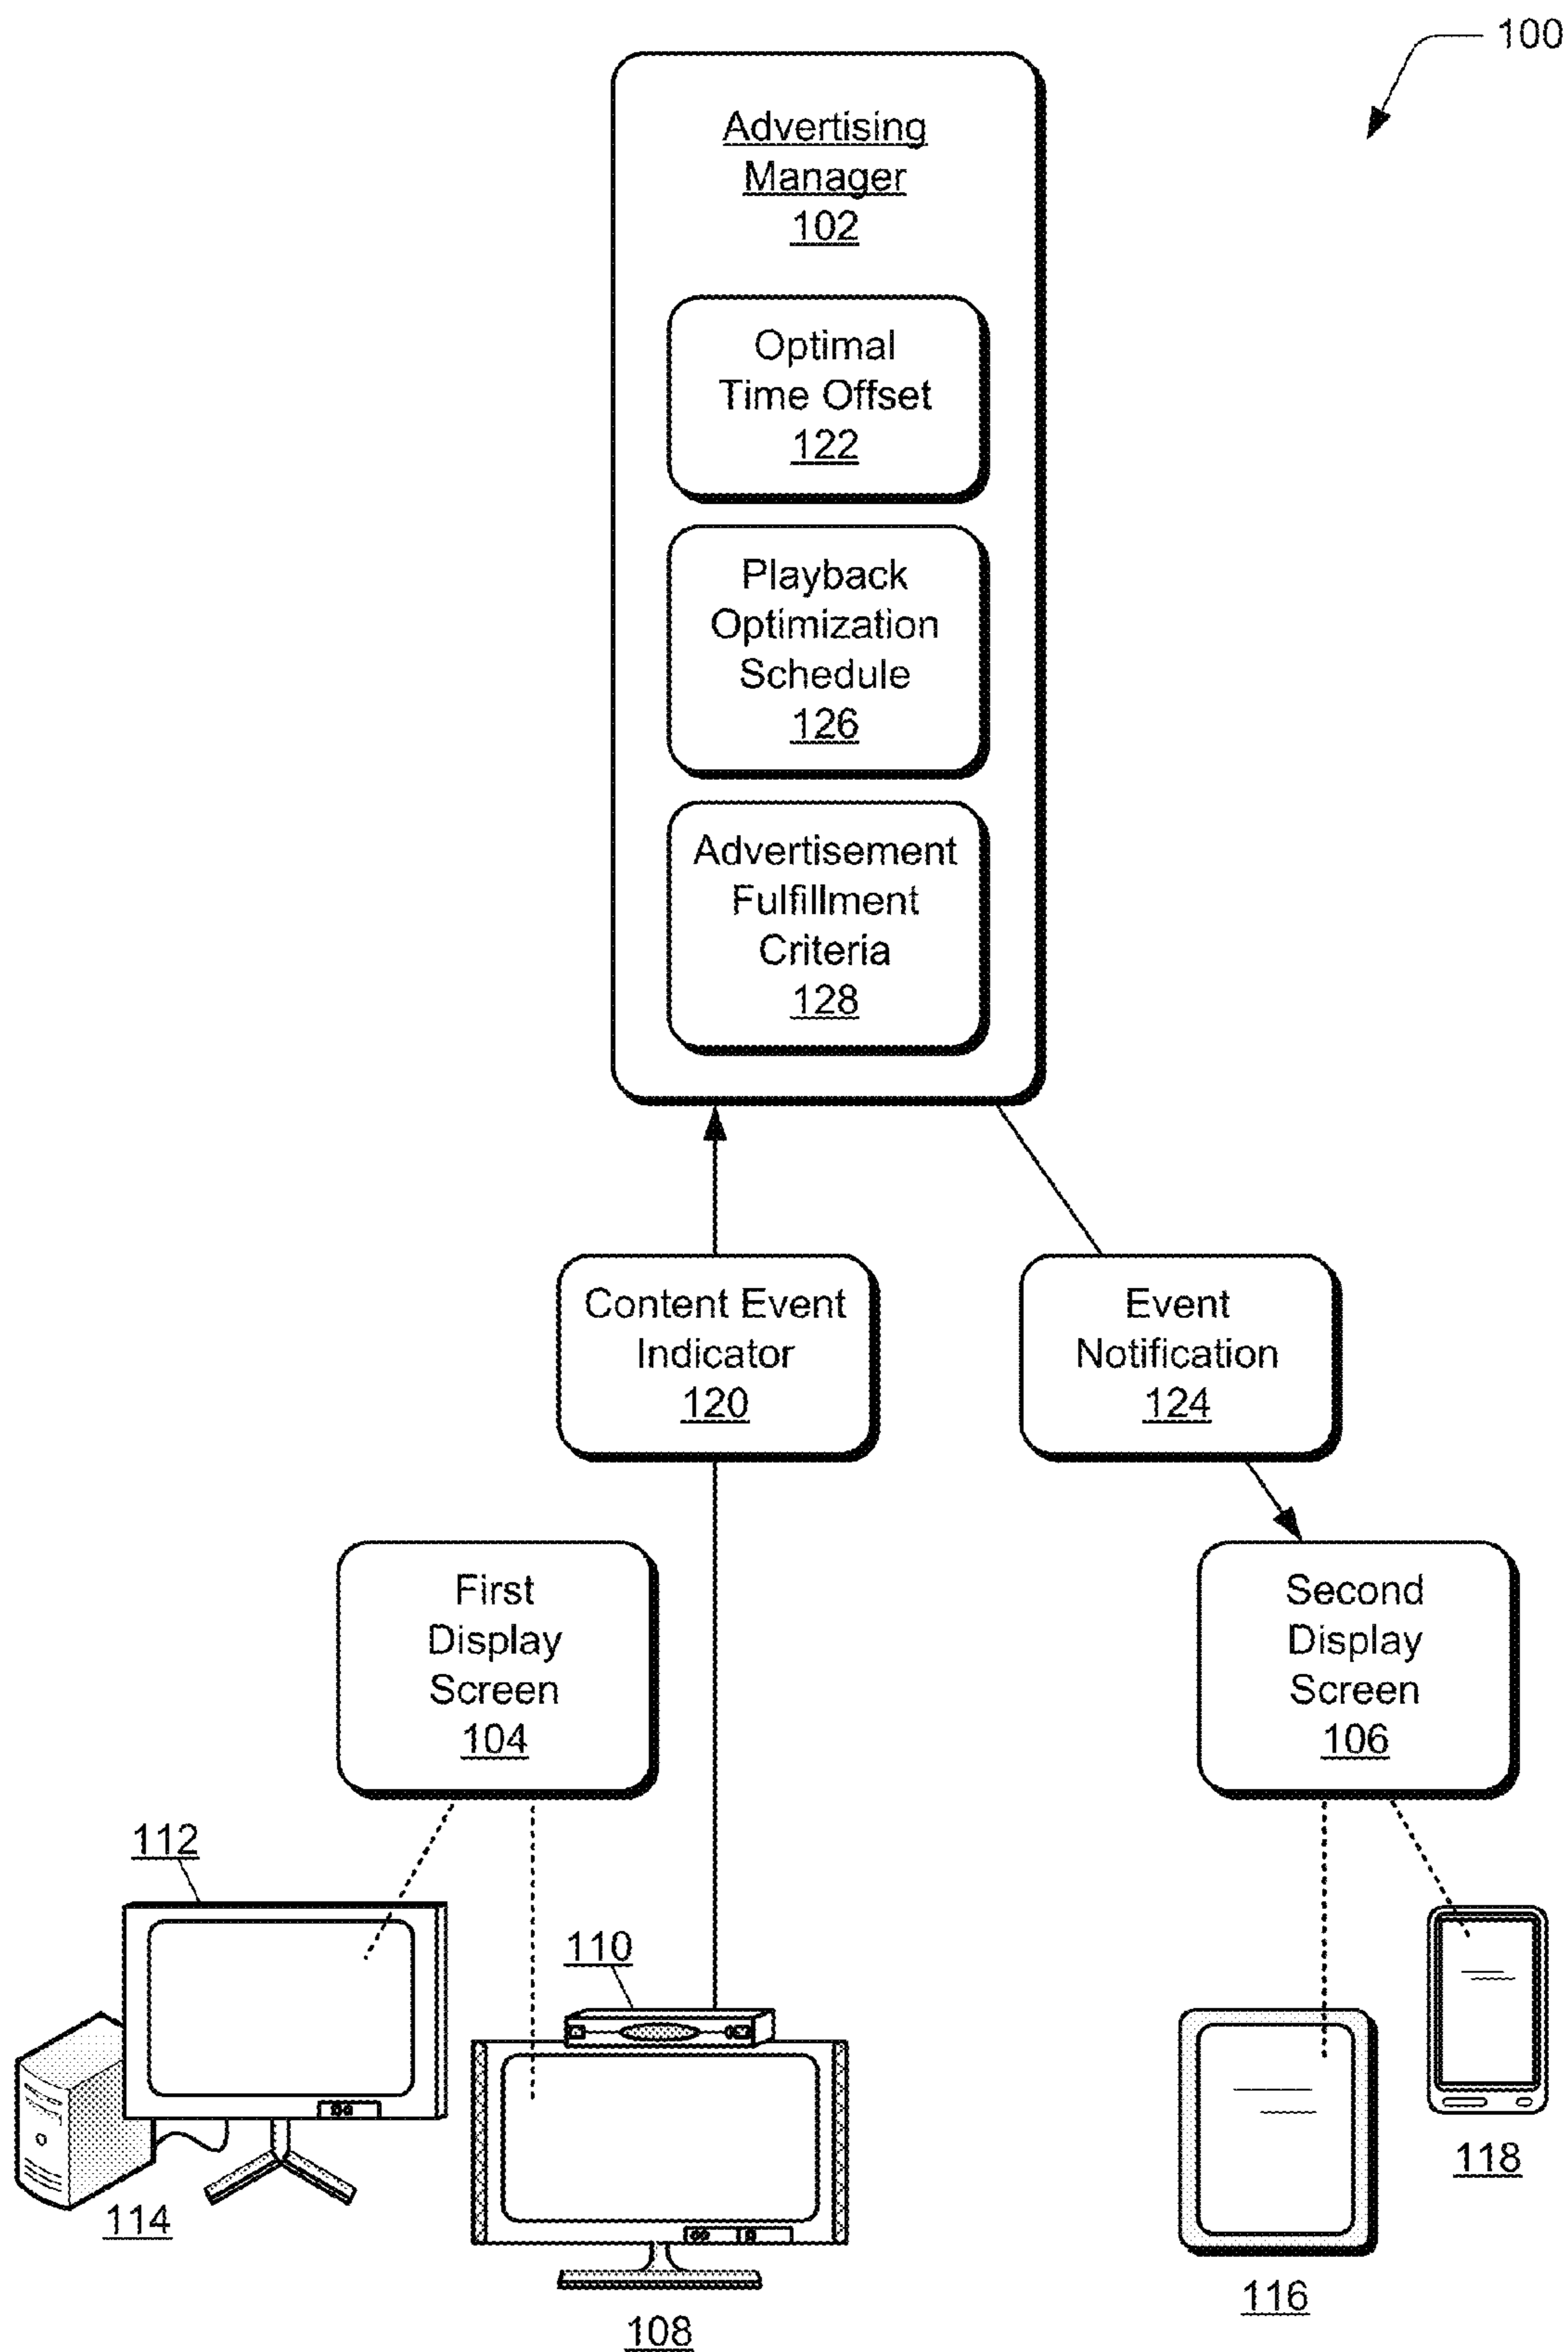 100
Advertising
Manager
102
Optimal
Time Offset
122
Playback
Optimization
Schedule
126
Advertisement
Fulfillment
Criteria
128
Content Event
Indicator
120
Event
Notification
124
First
Display
Screen
104
Second
Display
Screen
106
112
110
114
108
118
116